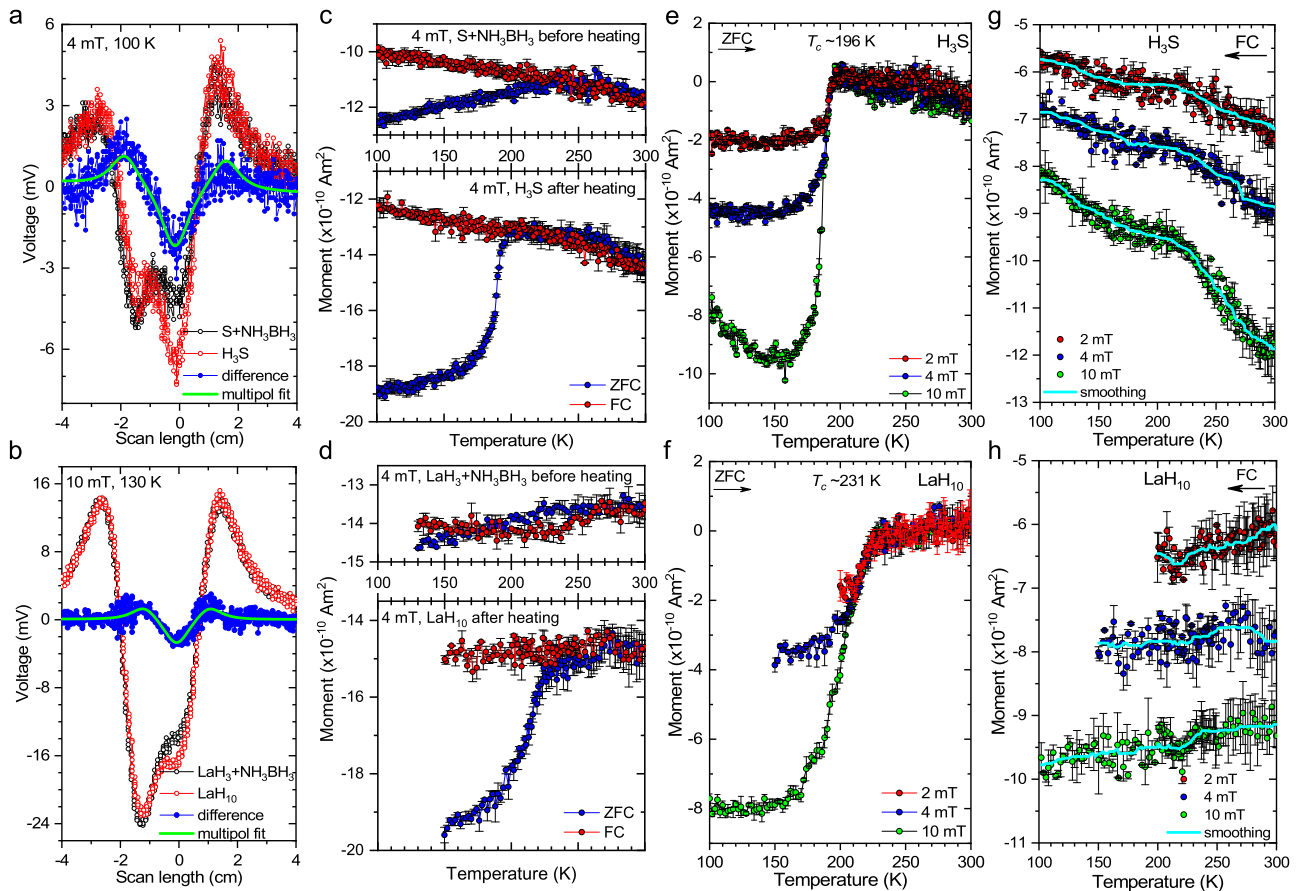 a
4 mT, 100 K
6
3
0
-3
-6
Voltage (mV)
S+NH₃BH₃
H₃S
difference
multipol fit
-4 -2 0 2 4
Scan length (cm)
b
10 mT, 130 K
16
8
0
-8
-16
-24
Voltage (mV)
LaH₃+NH₃BH₃
LaH₁₀
difference
multipol fit
-4 -2 0 2 4
Scan length (cm)
c
4 mT, S+NH₃BH₃ before heating
-10
-12
100 150 200 250 300
4 mT, H₃S after heating
-12
-14
-16
-18
-20
Moment (x10⁻¹⁰ Am²)
ZFC
FC
100 150 200 250 300
Temperature (K)
d
4 mT, LaH₃+NH₃BH₃ before heating
-13
-14
-15
100 150 200 250 300
4 mT, LaH₁₀ after heating
-14
-16
-18
-20
Moment (x10⁻¹⁰ Am²)
ZFC
FC
100 150 200 250 300
Temperature (K)
e
ZFC
Tc ~196 K
H₃S
0
-2
-4
-6
-8
-10
Moment (x10⁻¹⁰ Am²)
2 mT
4 mT
10 mT
100 150 200 250 300
Temperature (K)
f
ZFC
Tc ~231 K
LaH₁₀
2
0
-2
-4
-6
-8
Moment (x10⁻¹⁰ Am²)
2 mT
4 mT
10 mT
100 150 200 250 300
Temperature (K)
g
H₃S
FC
-5
-6
-7
-8
-9
-10
-11
-12
-13
Moment (x10⁻¹⁰ Am²)
2 mT
4 mT
10 mT
smoothing
100 150 200 250 300
Temperature (K)
h
LaH₁₀
FC
-5
-6
-7
-8
-9
-10
-11
Moment (x10⁻¹⁰ Am²)
2 mT
4 mT
10 mT
smoothing
100 150 200 250 300
Temperature (K)